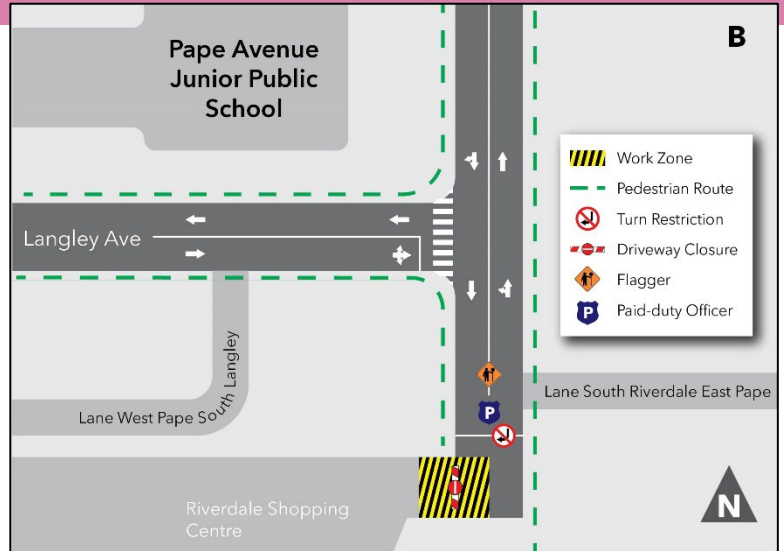 B
Pape Avenue
Junior Public
School
Work Zone
Pedestrian Route
Turn Restriction
Driveway Closure
Flagger
P
Paid-duty Officer
Langley Ave
Lane West Pape South Langley
P
Lane South Riverdale East Pape
Riverdale Shopping
Centre
N